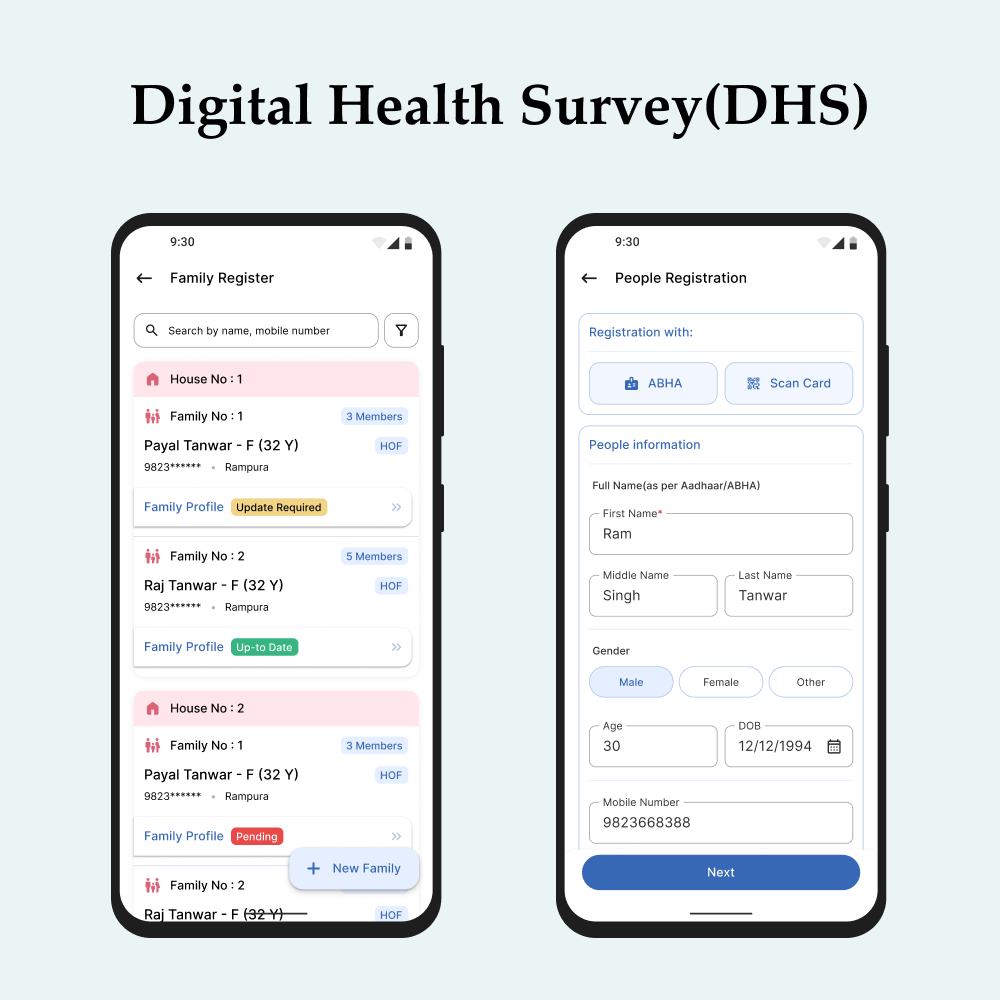 Digital Health Survey(DHS)
9:30
Family Register
Search by name, mobile number
House No : 1
Family No : 1
3 Members
Payal Tanwar - F (32 Y)
HOF
9823****** • Rampura
Family Profile
Update Required
Family No : 2
5 Members
Raj Tanwar - F (32 Y)
HOF
9823****** • Rampura
Family Profile
Up-to Date
House No : 2
Family No : 1
3 Members
Payal Tanwar - F (32 Y)
HOF
9823****** • Rampura
Family Profile
Pending
New Family
Family No : 2
Raj Tanwar - F (32 Y)
HOF
9:30
People Registration
Registration with:
ABHA
Scan Card
People information
Full Name(as per Aadhaar/ABHA)
First Name*
Ram
Middle Name
Singh
Last Name
Tanwar
Gender
Male
Female
Other
Age
30
DOB
12/12/1994
Mobile Number
9823668388
Next